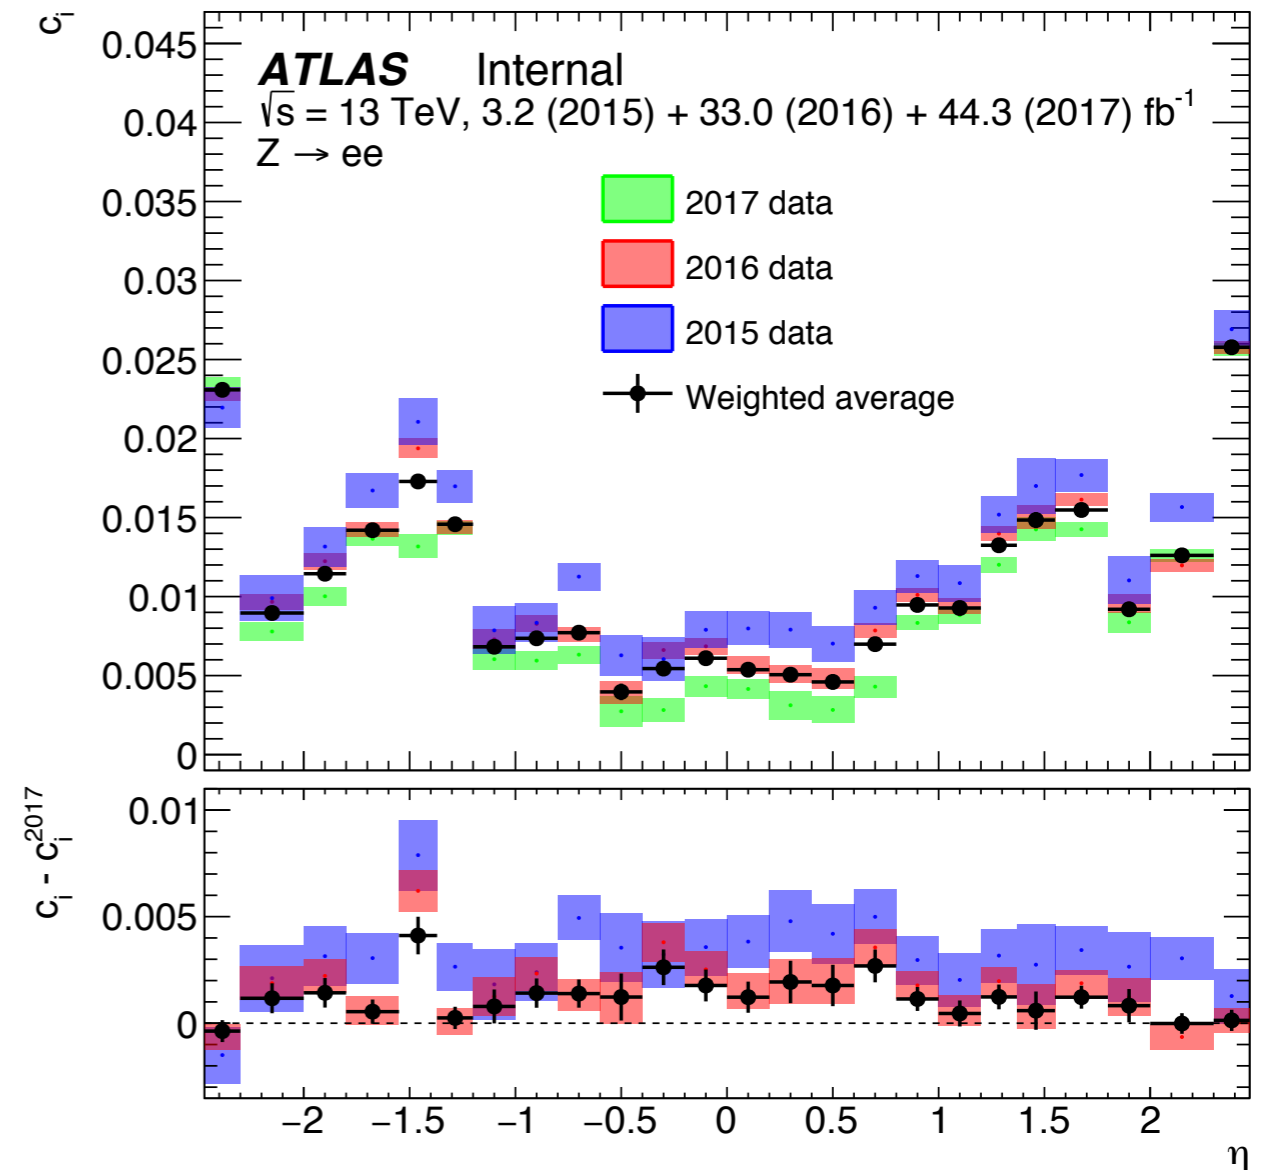 c_i
0.045
ATLAS Internal
√s = 13 TeV, 3.2 (2015) + 33.0 (2016) + 44.3 (2017) fb⁻¹
0.04
Z → ee
0.035
2017 data
0.03
2016 data
2015 data
0.025
Weighted average
0.02
0.015
0.01
0.005
0
c_i - c_i^2017
0.01
0.005
0
−2 −1.5 −1 −0.5 0 0.5 1 1.5 2
η